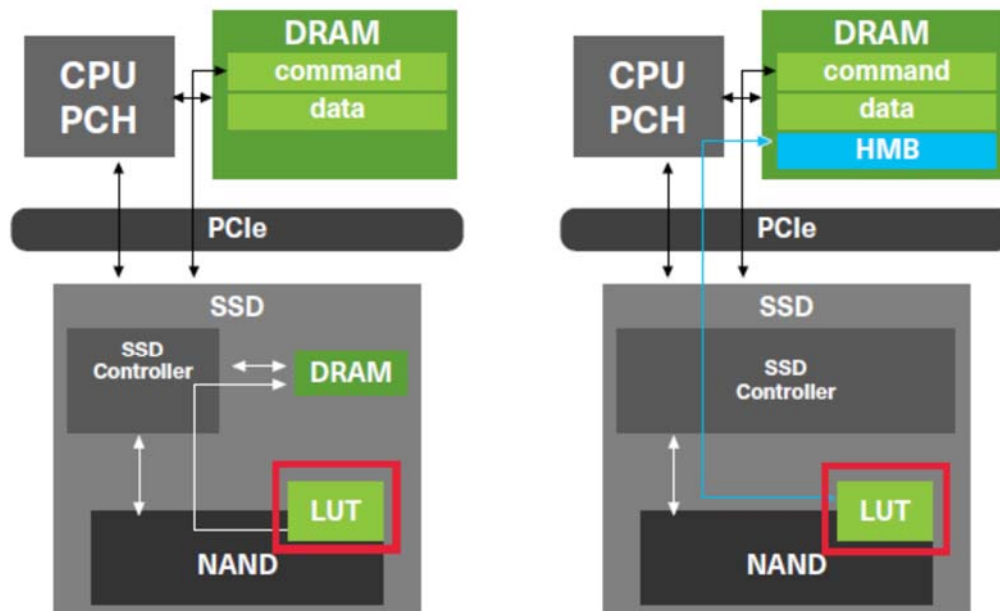 DRAM
command
data
CPU
PCH
PCIe
SSD
SSD
Controller
DRAM
LUT
NAND
DRAM
command
data
HMB
CPU
PCH
PCIe
SSD
SSD
Controller
LUT
NAND